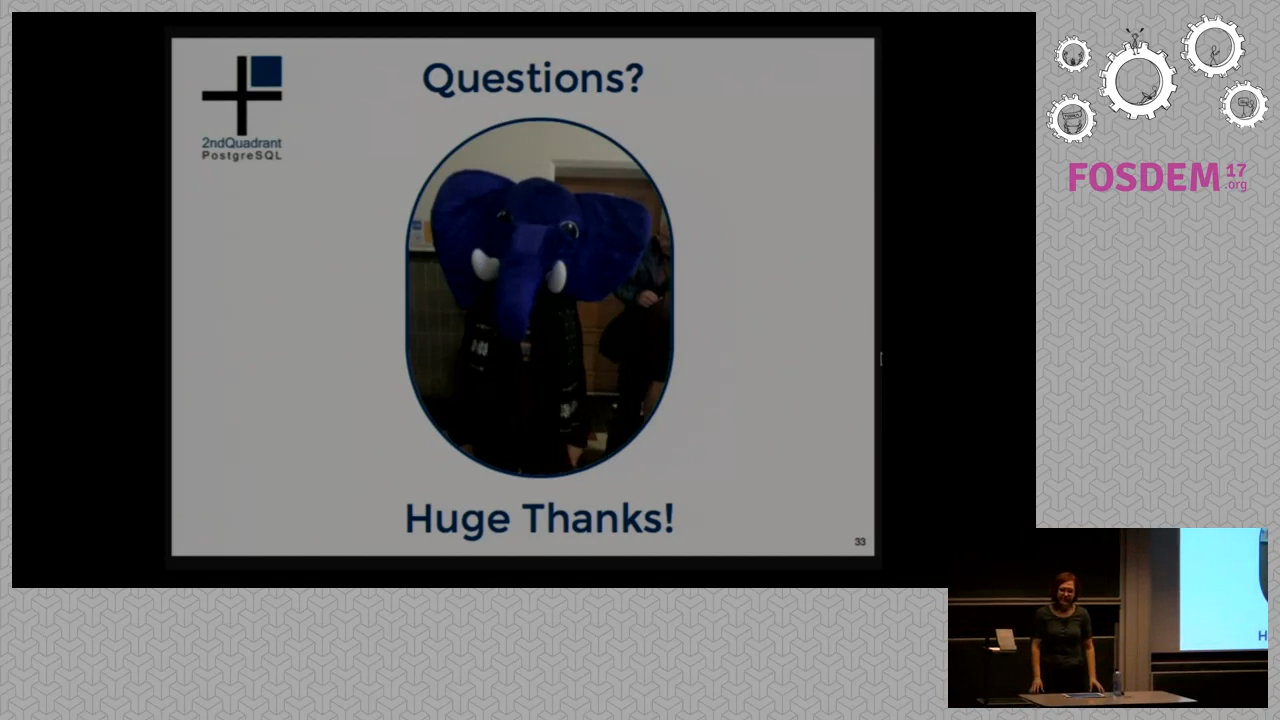 Questions?
2ndQuadrant
PostgreSQL
Huge Thanks!
33
FOSDEM 17
.org
H